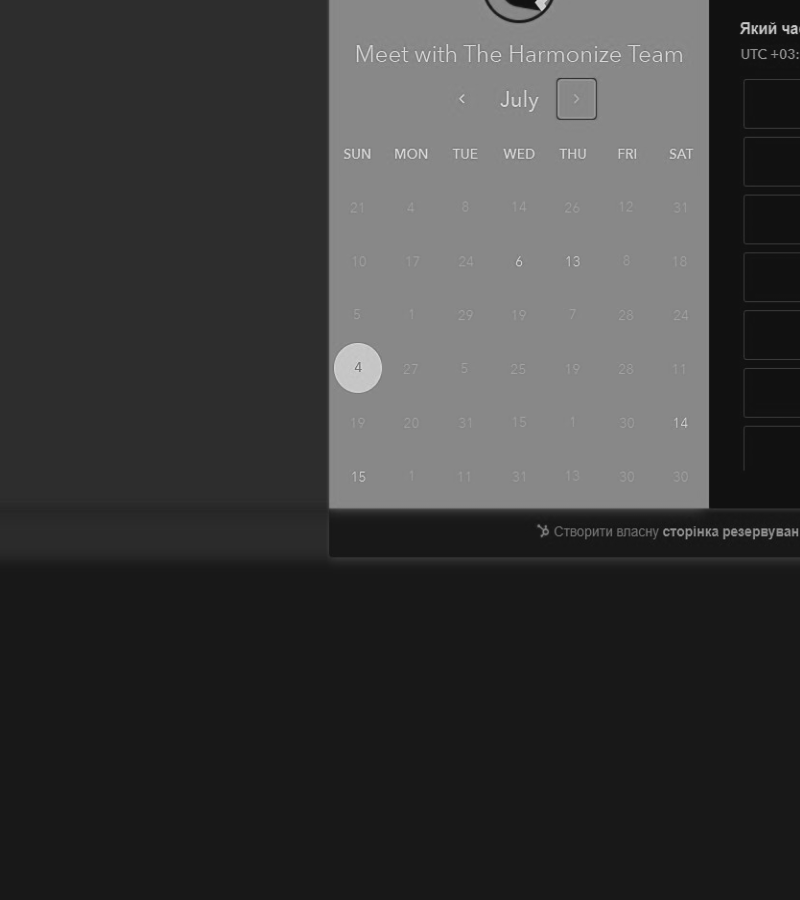 Який ча
Meet with The Harmonize Team
UTC +03:
July
SUN MON TUE WED THU FRI SAT
21 4 8 14 26 12 31
10 17 24 6 13 8 18
5 1 29 19 7 28 24
4 27 5 25 19 28 11
19 20 31 15 1 30 14
15 1 11 31 13 30 30
Створити власну сторінка резервуван